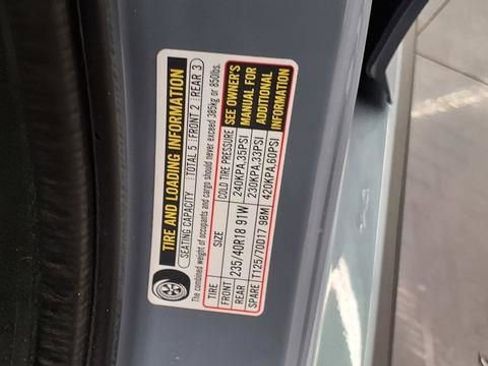 TIRE AND LOADING INFORMATION
SEATING CAPACITY TOTAL 5 FRONT 2 REAR 3
The combined weight of occupants and cargo should never exceed 385kg or 850lbs.
TIRE SIZE COLD TIRE PRESSURE
FRONT 235/40R18 91W 240KPA,35PSI
REAR 230KPA,33PSI
SPARE T125/70D17 98M 420KPA,60PSI
SEE OWNER'S
MANUAL FOR
ADDITIONAL
INFORMATION